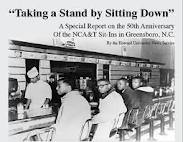 “Taking a Stand by Sitting Down”
A Special Report on the 50th Anniversary
Of the NCA&T Sit-Ins in Greensboro, N.C.
By the Howard University News Service